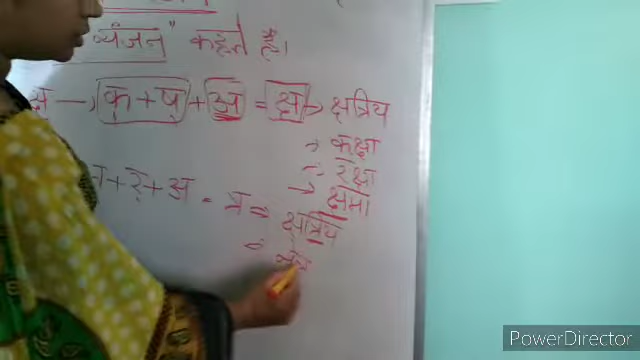 व्यंजन" कहते है।
क्ष → क्+ष्+अ = क्ष → क्षत्रिय
→ कक्षा
→ रक्षा
→ क्षमा
त्+र्+अ = त्र = क्षत्रिय
PowerDirector